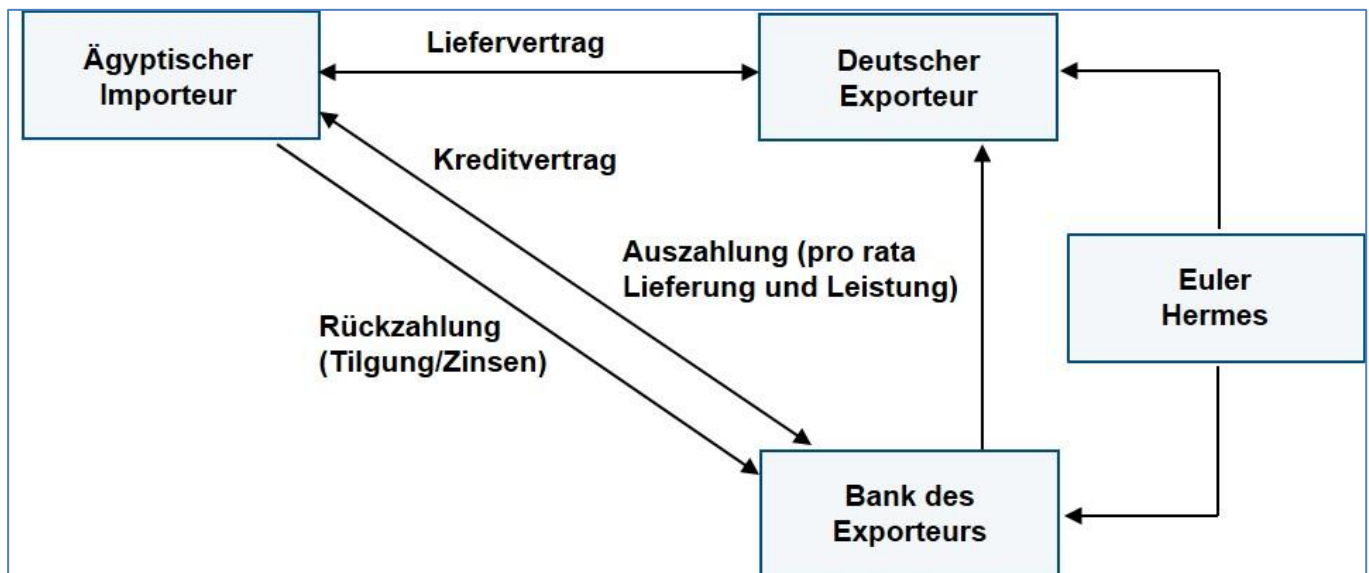 Ägyptischer
Importeur
Liefervertrag
Deutscher
Exporteur
Kreditvertrag
Auszahlung (pro rata
Lieferung und Leistung)
Euler
Hermes
Rückzahlung
(Tilgung/Zinsen)
Bank des
Exporteurs